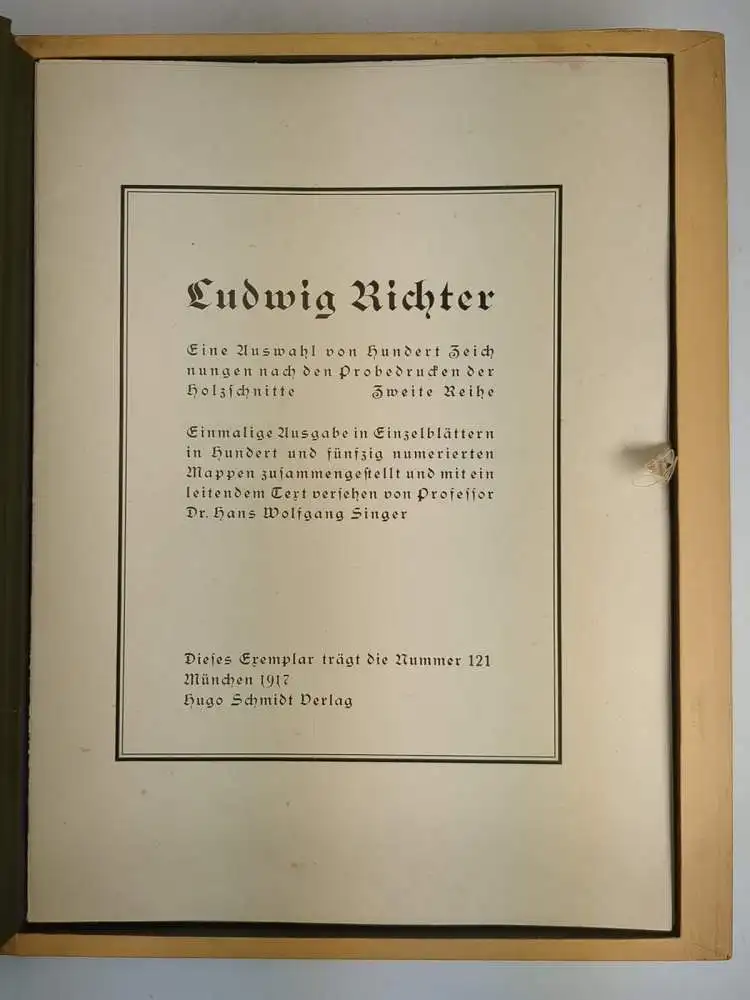 Ludwig Richter
Eine Auswahl von Hundert Zeich
nungen nach den Probedrucken der
Holzſchnitte Zweite Reihe
Einmalige Ausgabe in Einzelblättern
in Hundert und fünfzig numerierten
Mappen zuſammengeſtellt und mit ein
leitendem Text verſehen von Profeſſor
Dr. Hans Wolfgang Singer
Dieſes Exemplar trägt die Nummer 121
München 1917
Hugo Schmidt Verlag